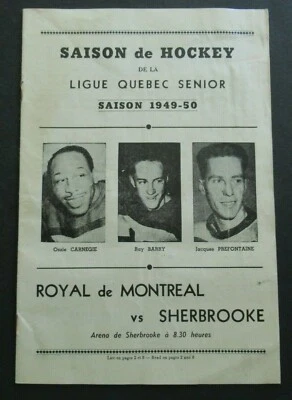 SAISON de HOCKEY
DE LA
LIGUE QUEBEC SENIOR
SAISON 1949-50
Ossie CARNEGIE
Ray BARRY
Jacques PREFONTAINE
ROYAL de MONTREAL
vs SHERBROOKE
Arena de Sherbrooke à 8.30 heures